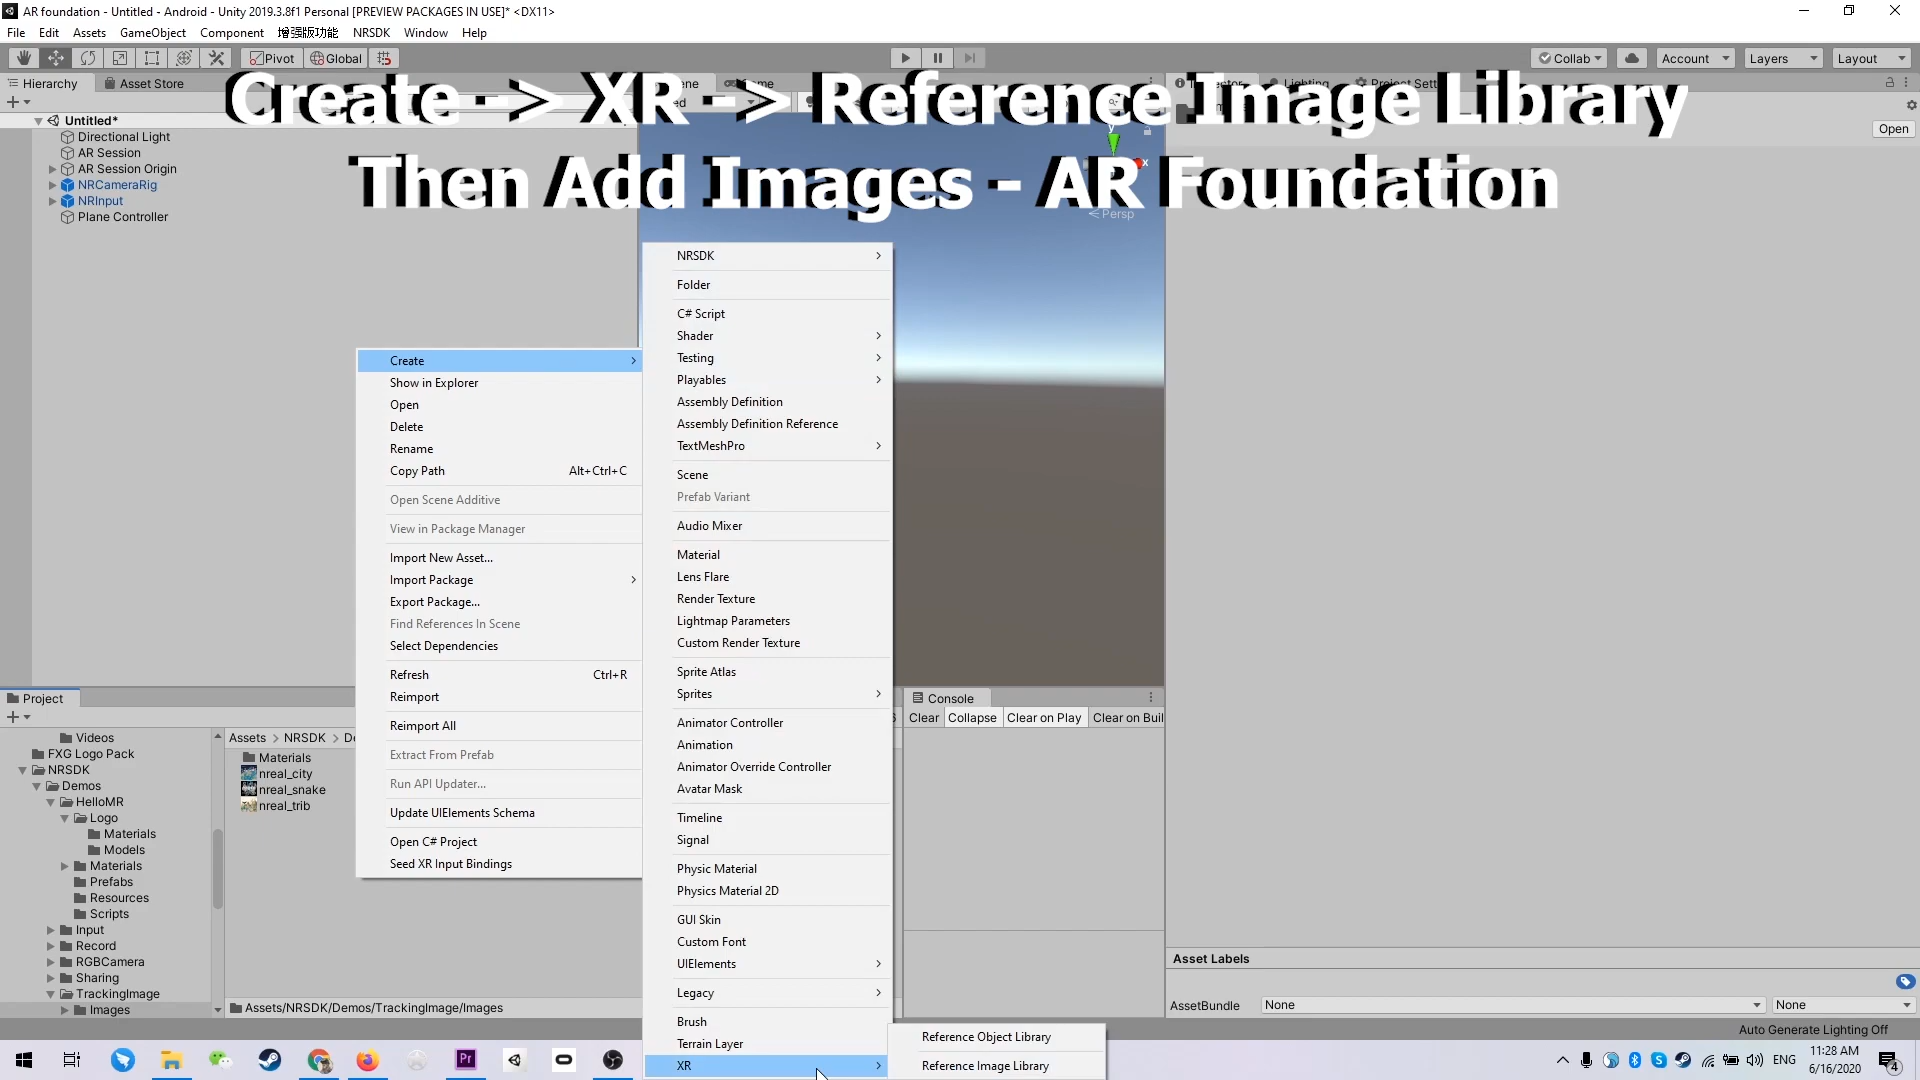 AR foundation - Untitled - Android - Unity 2019.3.8f1 Personal [PREVIEW PACKAGES IN USE]* <DX11>
File Edit Assets GameObject Component 增强版功能 NRSDK Window Help
Pivot Global Collab Account Layers Layout
Hierarchy Asset Store
Create -> XR -> Reference Image Library
Then Add Images - AR Foundation
Open
Untitled*
Directional Light
AR Session
AR Session Origin
NRCameraRig
NRInput
Plane Controller
y
x
< Persp
Create
Show in Explorer
Open
Delete
Rename
Copy Path Alt+Ctrl+C
Open Scene Additive
View in Package Manager
Import New Asset...
Import Package
Export Package...
Find References In Scene
Select Dependencies
Refresh Ctrl+R
Reimport
Reimport All
Extract From Prefab
Run API Updater...
Update UIElements Schema
Open C# Project
Seed XR Input Bindings
NRSDK
Folder
C# Script
Shader
Testing
Playables
Assembly Definition
Assembly Definition Reference
TextMeshPro
Scene
Prefab Variant
Audio Mixer
Material
Lens Flare
Render Texture
Lightmap Parameters
Custom Render Texture
Sprite Atlas
Sprites
Animator Controller
Animation
Animator Override Controller
Avatar Mask
Timeline
Signal
Physic Material
Physics Material 2D
GUI Skin
Custom Font
UIElements
Legacy
Brush
Terrain Layer
XR
Reference Object Library
Reference Image Library
Project
Videos
FXG Logo Pack
NRSDK
Demos
HelloMR
Logo
Materials
Models
Materials
Prefabs
Resources
Scripts
Input
Record
RGBCamera
Sharing
TrackingImage
Images
Assets > NRSDK >
Materials
nreal_city
nreal_snake
nreal_trib
Assets/NRSDK/Demos/TrackingImage/Images
Console
Clear Collapse Clear on Play Clear on Buil
Asset Labels
AssetBundle None None
Auto Generate Lighting Off
Pr
ENG
11:28 AM
6/16/2020
4